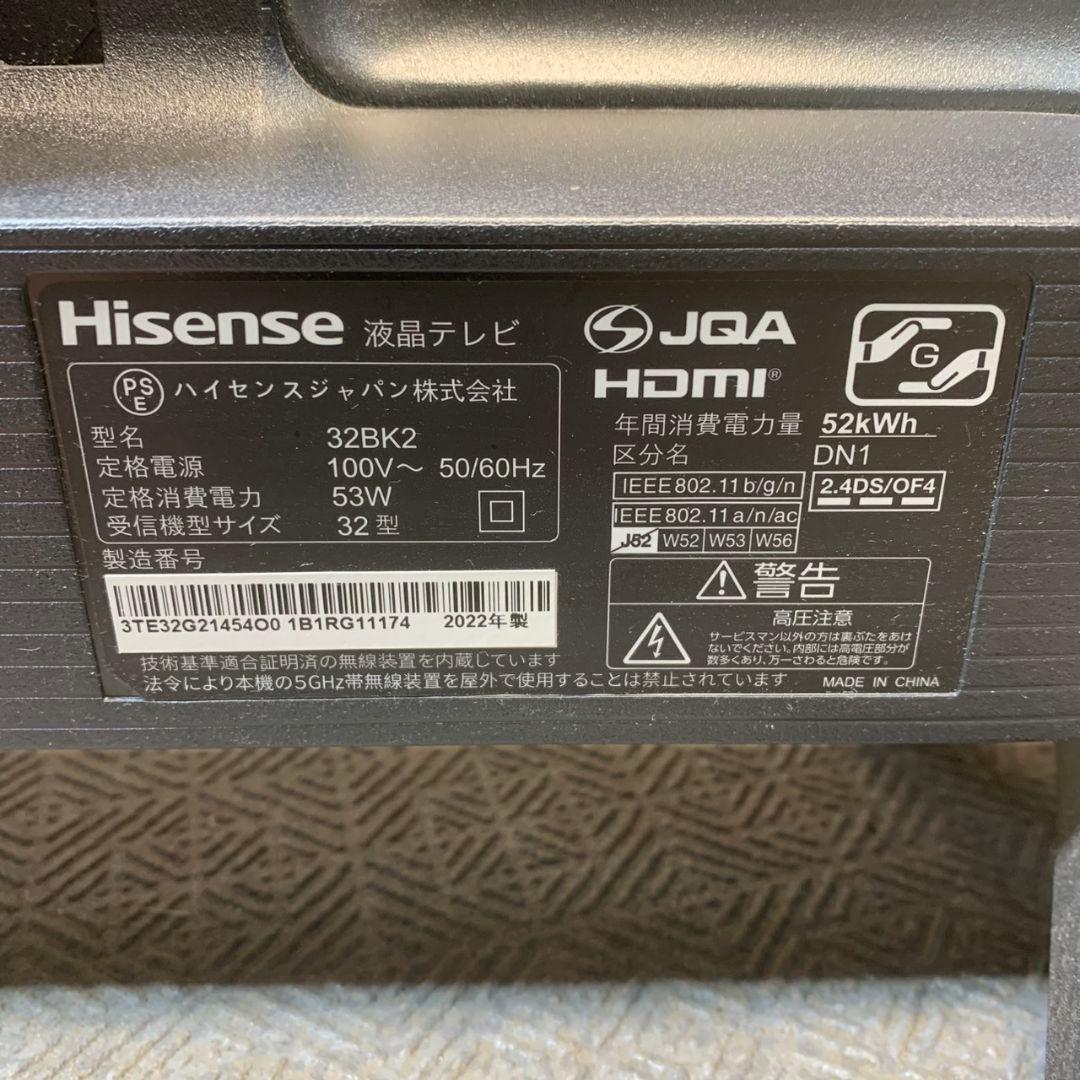 Hisense 液晶テレビ
PS E ハイセンスジャパン株式会社
型名 32BK2
定格電源 100V～ 50/60Hz
定格消費電力 53W
受信機型サイズ 32型
製造番号
3TE32G2145400 1B1RG11174 2022年製
技術基準適合証明済の無線装置を内蔵しています
法令により本機の5GHz帯無線装置を屋外で使用することは禁止されています
S JQA
HDMI®
G
年間消費電力量 52kWh
区分名 DN1
IEEE802.11b/g/n 2.4DS/OF4
IEEE802.11a/n/ac
J52 W52 W53 W56
警告
高圧注意
サービスマン以外の方は裏ぶたをあけ
ないでください。内部には高電圧部分が
数多くあり、万一さわると危険です。
MADE IN CHINA